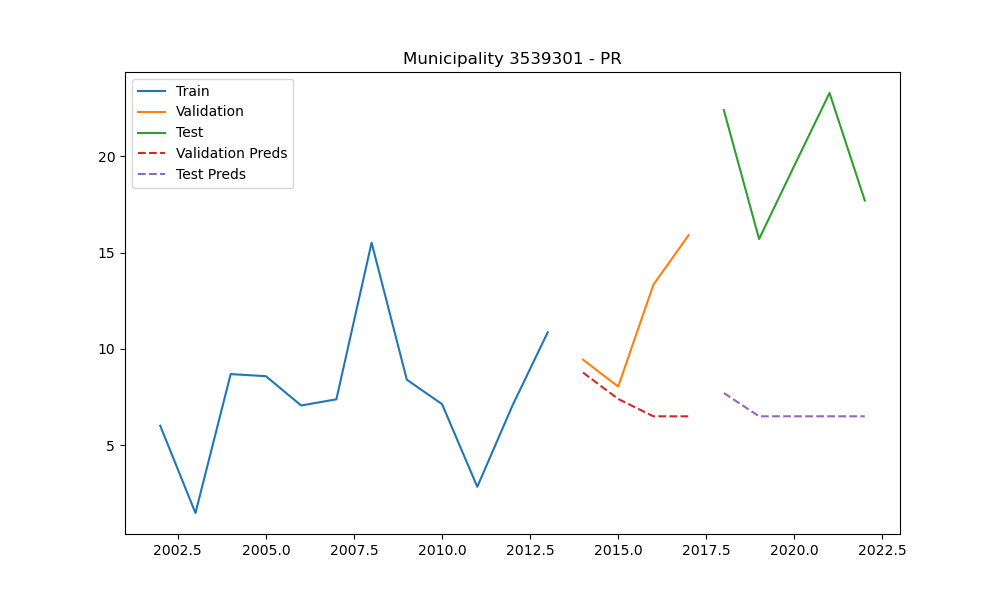 Municipality 3539301 - PR
Train
Validation
Test
Validation Preds
Test Preds
20
15
10
5
2002.5 2005.0 2007.5 2010.0 2012.5 2015.0 2017.5 2020.0 2022.5